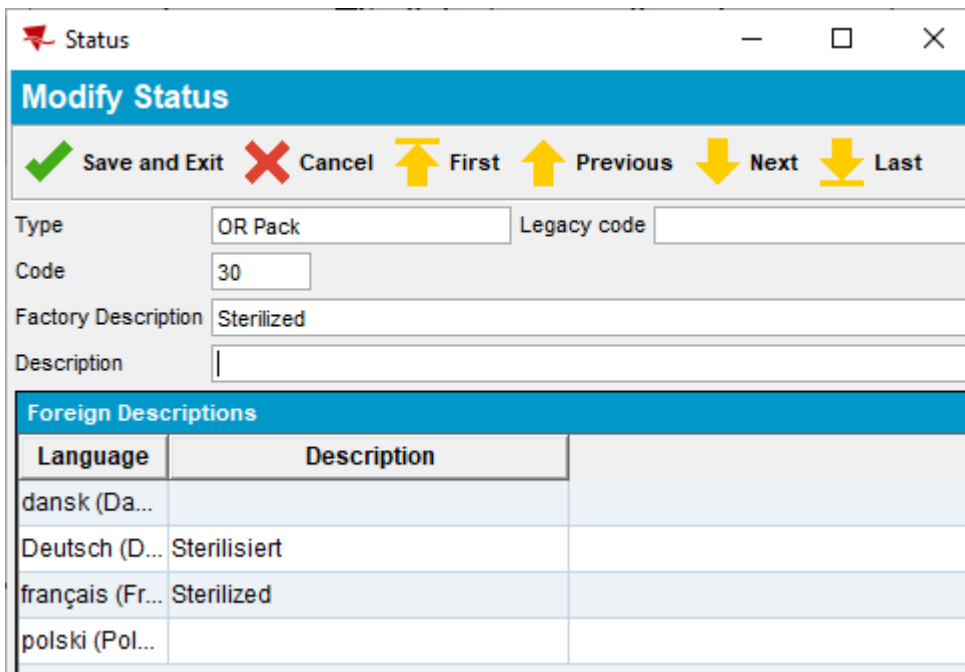 Status
Modify Status
Save and Exit Cancel First Previous Next Last
Type OR Pack Legacy code
Code 30
Factory Description Sterilized
Description
Foreign Descriptions
Language Description
dansk (Da...
Deutsch (D... Sterilisiert
français (Fr... Sterilized
polski (Pol...